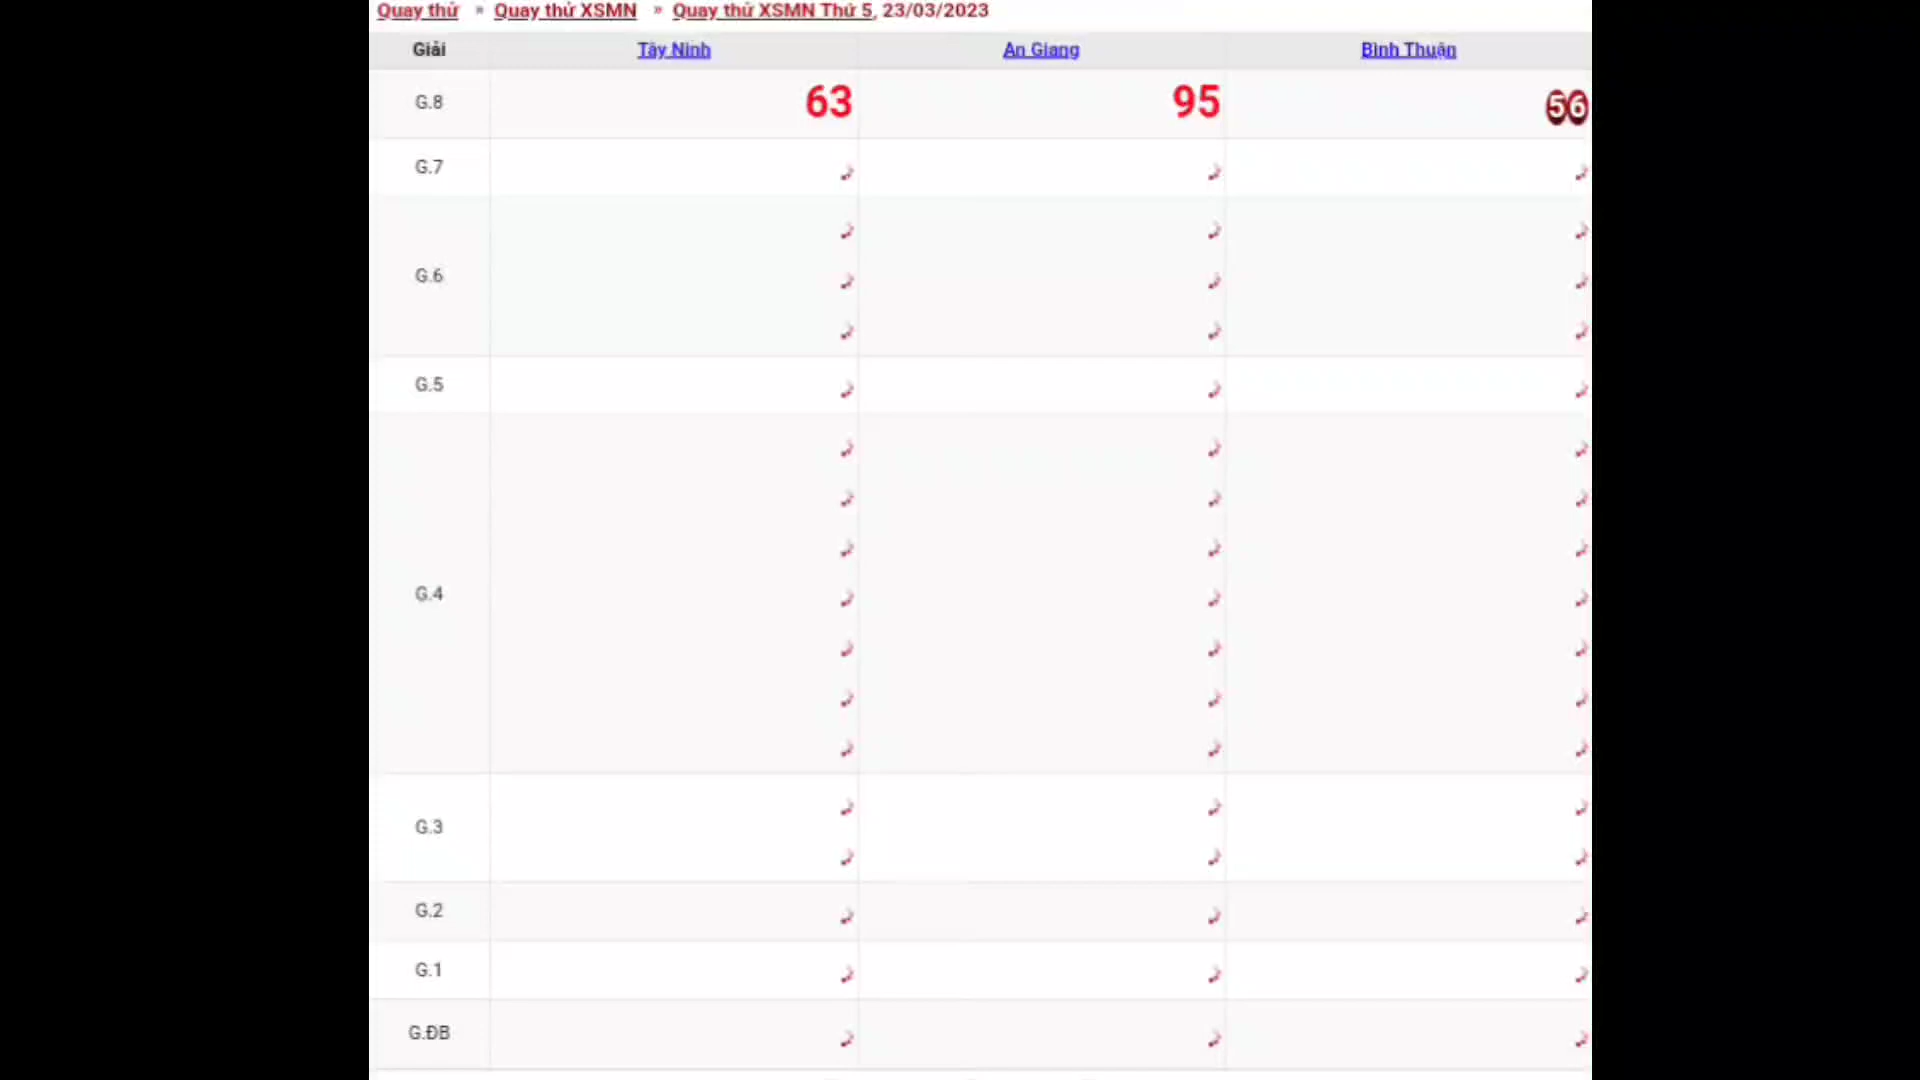 Quay thử » Quay thử XSMN » Quay thử XSMN Thứ 5, 23/03/2023
Giải Tây Ninh An Giang Bình Thuận
G.8 63 95 56
G.7
G.6
G.5
G.4
G.3
G.2
G.1
G.ĐB